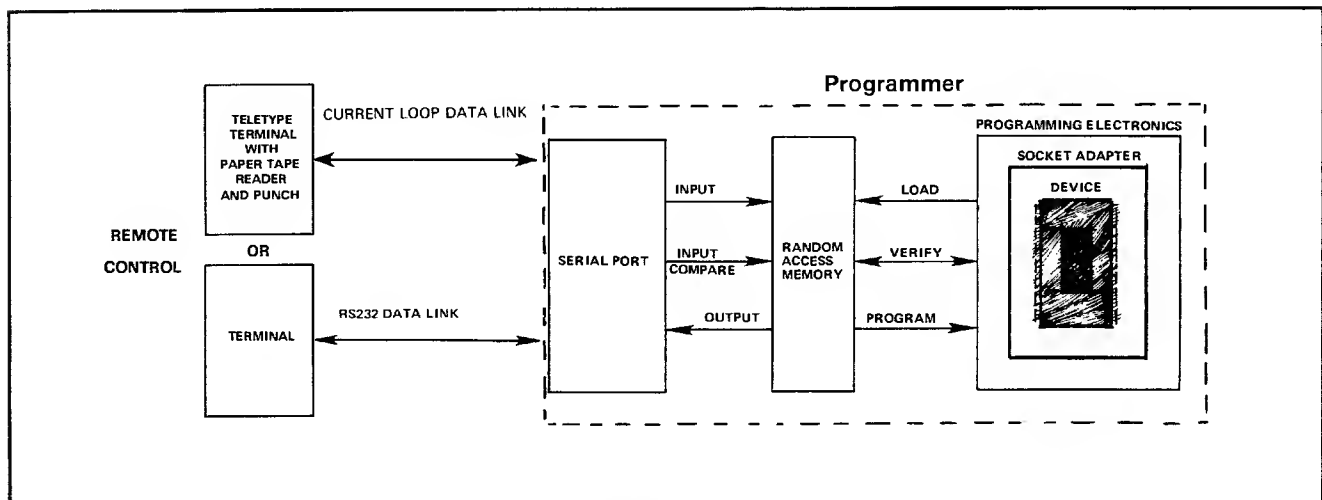 Programmer
TELETYPE
TERMINAL
WITH
PAPER TAPE
READER
AND PUNCH
CURRENT LOOP DATA LINK
REMOTE
CONTROL
OR
TERMINAL
RS232 DATA LINK
SERIAL PORT
INPUT
INPUT
COMPARE
OUTPUT
RANDOM
ACCESS
MEMORY
LOAD
VERIFY
PROGRAM
PROGRAMMING ELECTRONICS
SOCKET ADAPTER
DEVICE